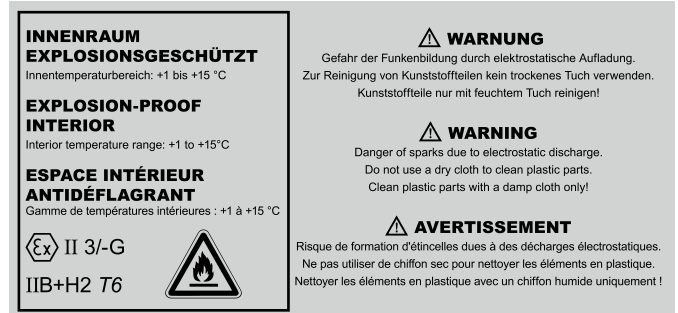 INNENRAUM
EXPLOSIONSGESCHÜTZT
Innentemperaturbereich: +1 bis +15 °C
EXPLOSION-PROOF
INTERIOR
Interior temperature range: +1 to +15°C
ESPACE INTÉRIEUR
ANTIDÉFLAGRANT
Gamme de températures intérieures : +1 à +15 °C
Ex II 3/-G
IIB+H2 T6
WARNUNG
Gefahr der Funkenbildung durch elektrostatische Aufladung.
Zur Reinigung von Kunststoffteilen kein trockenes Tuch verwenden.
Kunststoffteile nur mit feuchtem Tuch reinigen!
WARNING
Danger of sparks due to electrostatic discharge.
Do not use a dry cloth to clean plastic parts.
Clean plastic parts with a damp cloth only!
AVERTISSEMENT
Risque de formation d'étincelles dues à des décharges électrostatiques.
Ne pas utiliser de chiffon sec pour nettoyer les éléments en plastique.
Nettoyer les éléments en plastique avec un chiffon humide uniquement !